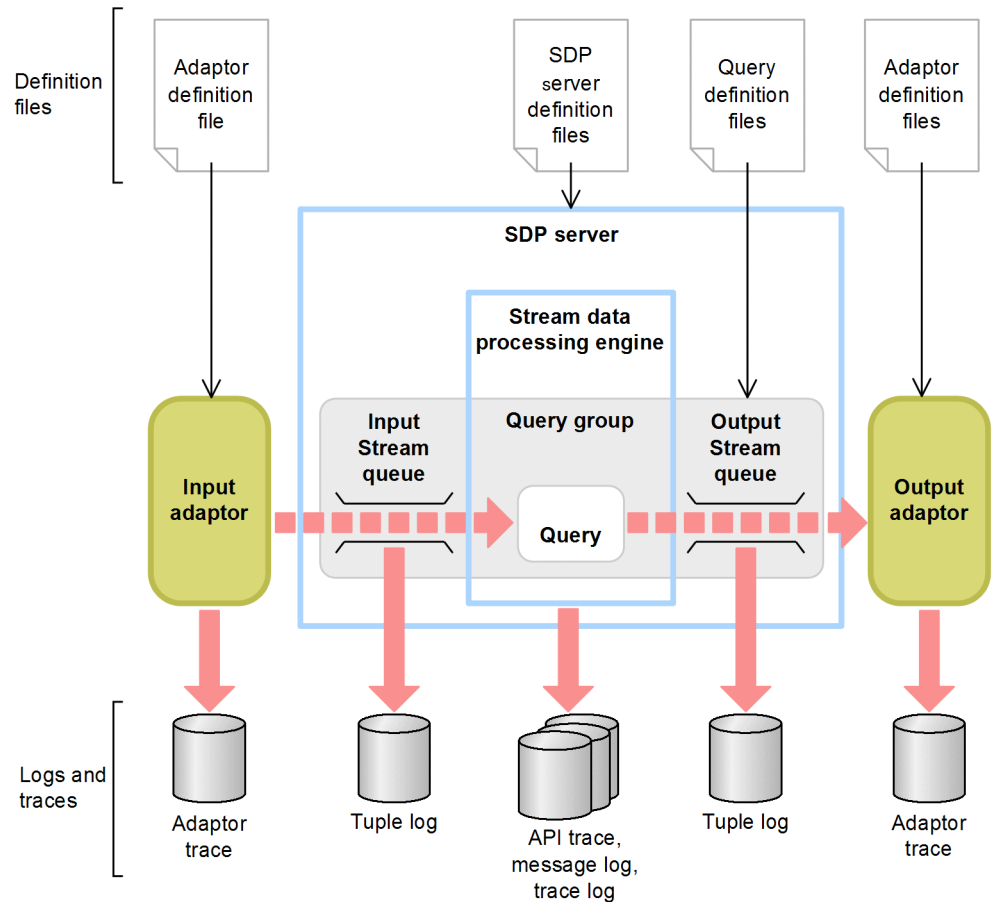 Definition
files
Adaptor
definition
file
SDP
server
definition
files
Query
definition
files
Adaptor
definition
files
SDP server
Stream data
processing engine
Input
Stream
queue
Query group
Output
Stream
queue
Input
adaptor
Query
Output
adaptor
Logs and
traces
Adaptor
trace
Tuple log
API trace,
message log,
trace log
Tuple log
Adaptor
trace